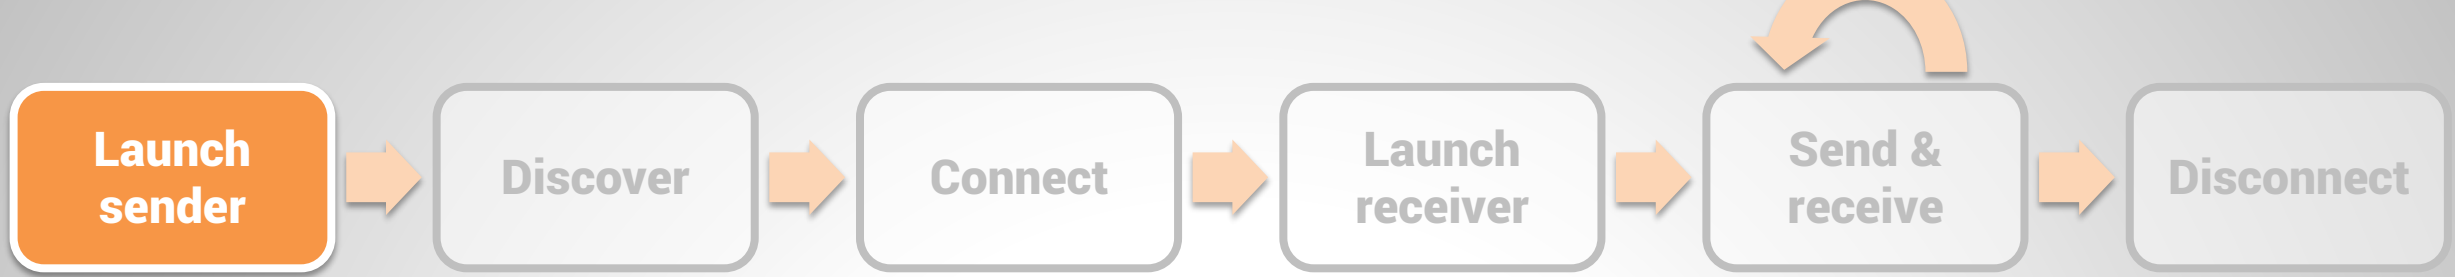 Launch
sender
Discover
Connect
Launch
receiver
Send &
receive
Disconnect